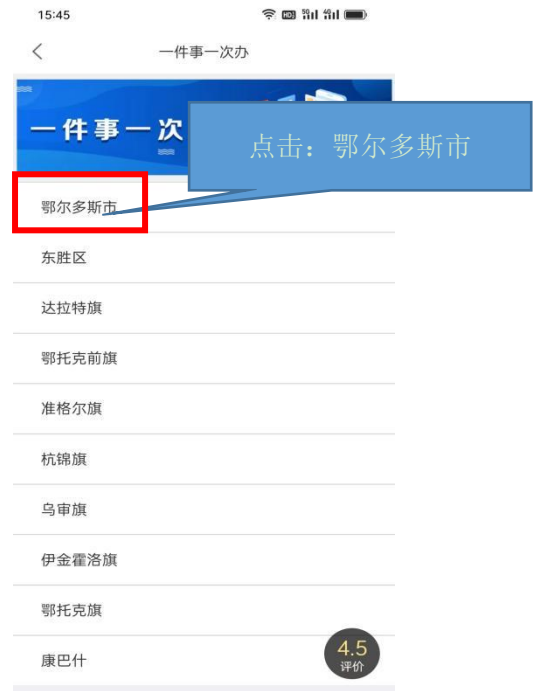 15:45
HD 5G 4G
一件事一次办
一件事一次
点击：鄂尔多斯市
鄂尔多斯市
东胜区
达拉特旗
鄂托克前旗
准格尔旗
杭锦旗
乌审旗
伊金霍洛旗
鄂托克旗
康巴什
4.5
评价